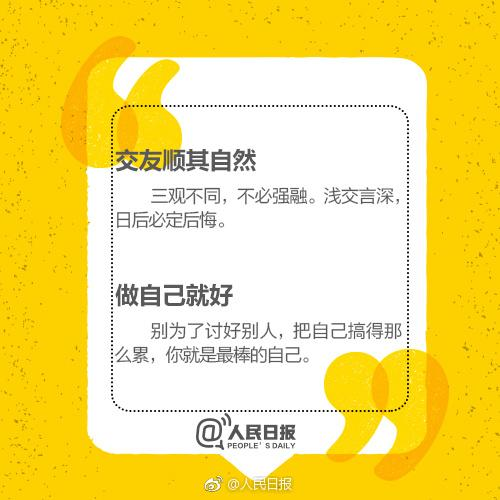 交友顺其自然
三观不同，不必强融。浅交言深，
日后必定后悔。
做自己就好
别为了讨好别人，把自己搞得那
么累，你就是最棒的自己。
@人民日报
PEOPLE'S DAILY
@人民日报